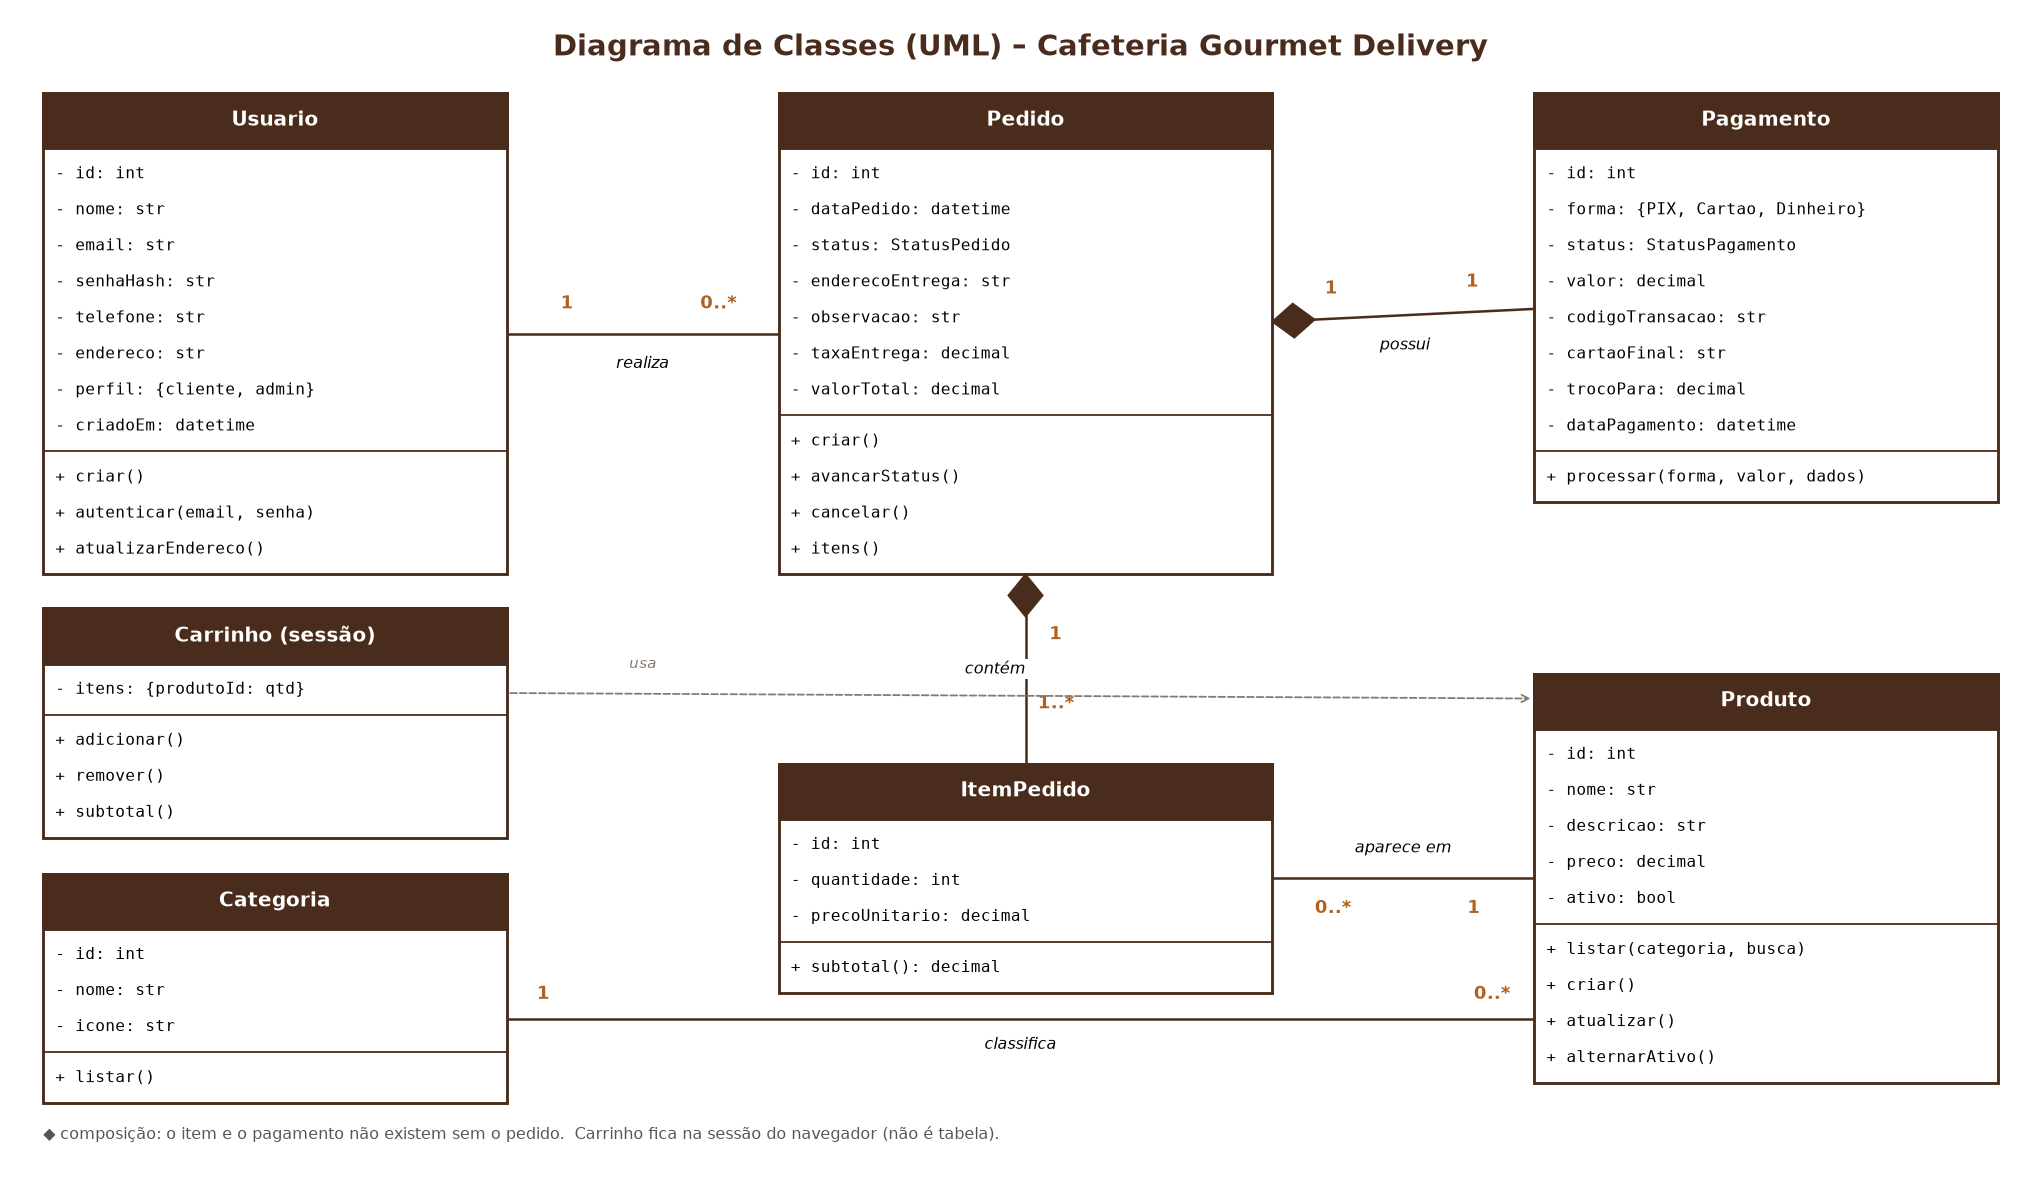 Diagrama de Classes (UML) – Cafeteria Gourmet Delivery
Usuario
- id: int
- nome: str
- email: str
- senhaHash: str
- telefone: str
- endereco: str
- perfil: {cliente, admin}
- criadoEm: datetime
+ criar()
+ autenticar(email, senha)
+ atualizarEndereco()
1
0..*
realiza
Pedido
- id: int
- dataPedido: datetime
- status: StatusPedido
- enderecoEntrega: str
- observacao: str
- taxaEntrega: decimal
- valorTotal: decimal
+ criar()
+ avancarStatus()
+ cancelar()
+ itens()
1
1
possui
Pagamento
- id: int
- forma: {PIX, Cartao, Dinheiro}
- status: StatusPagamento
- valor: decimal
- codigoTransacao: str
- cartaoFinal: str
- trocoPara: decimal
- dataPagamento: datetime
+ processar(forma, valor, dados)
Carrinho (sessão)
- itens: {produtoId: qtd}
+ adicionar()
+ remover()
+ subtotal()
usa
1
contém
1..*
ItemPedido
- id: int
- quantidade: int
- precoUnitario: decimal
+ subtotal(): decimal
aparece em
0..*
1
Produto
- id: int
- nome: str
- descricao: str
- preco: decimal
- ativo: bool
+ listar(categoria, busca)
+ criar()
+ atualizar()
+ alternarAtivo()
Categoria
- id: int
- nome: str
- icone: str
+ listar()
1
0..*
classifica
◆ composição: o item e o pagamento não existem sem o pedido.  Carrinho fica na sessão do navegador (não é tabela).